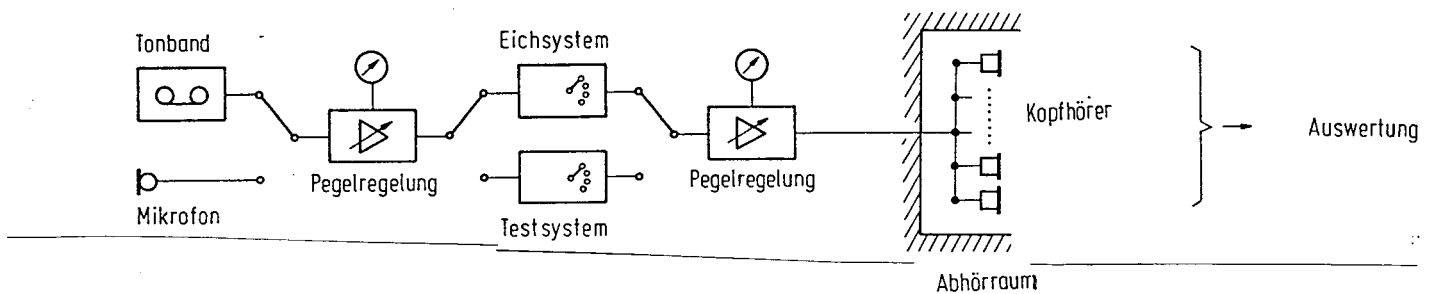 Tonband
Eichsystem
Kopfhörer
Auswertung
Pegelregelung
Pegelregelung
Mikrofon
Testsystem
Abhörraum